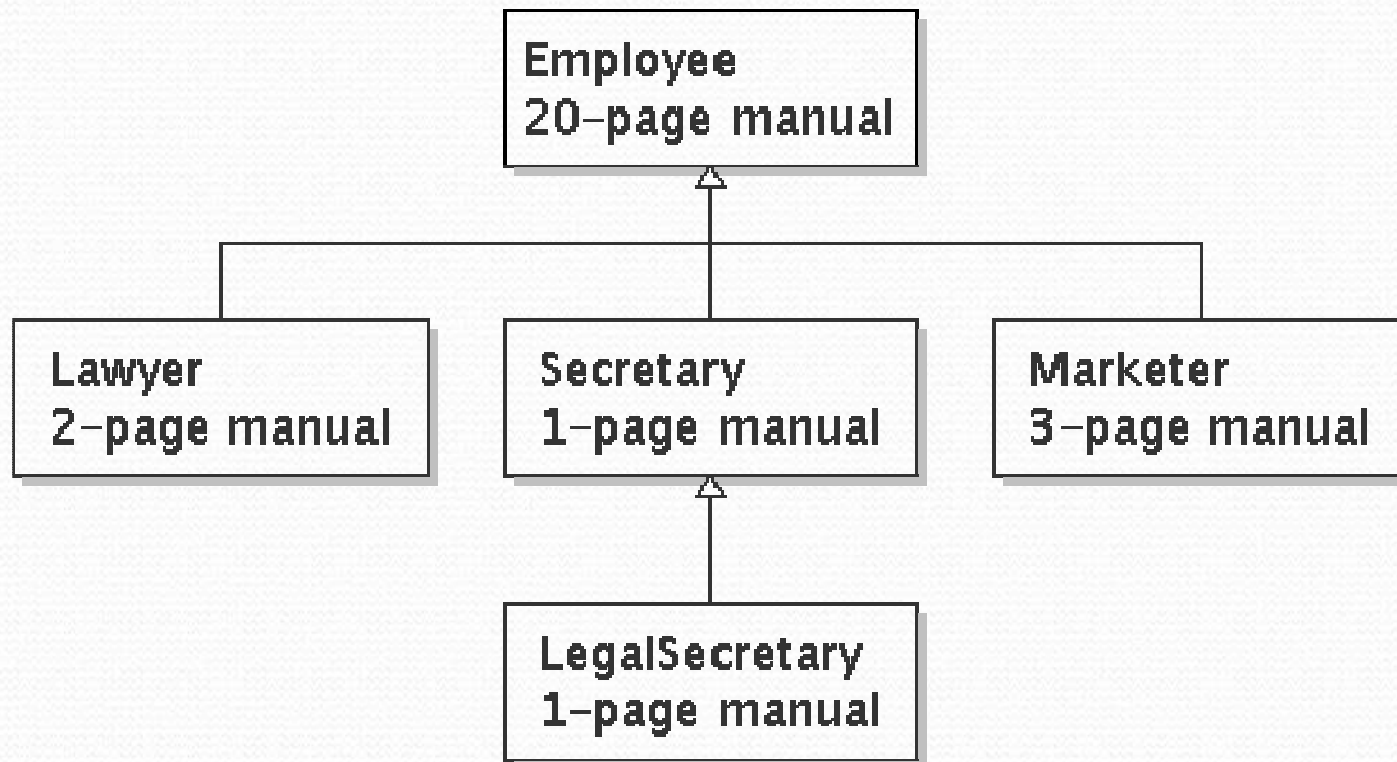 Employee
20-page manual
Lawyer
2-page manual
Secretary
1-page manual
Marketer
3-page manual
LegalSecretary
1-page manual